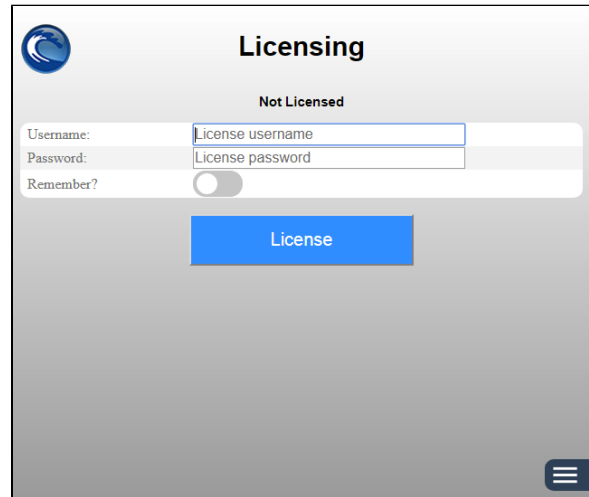 Licensing
Not Licensed
Username: License username
Password: License password
Remember?
License